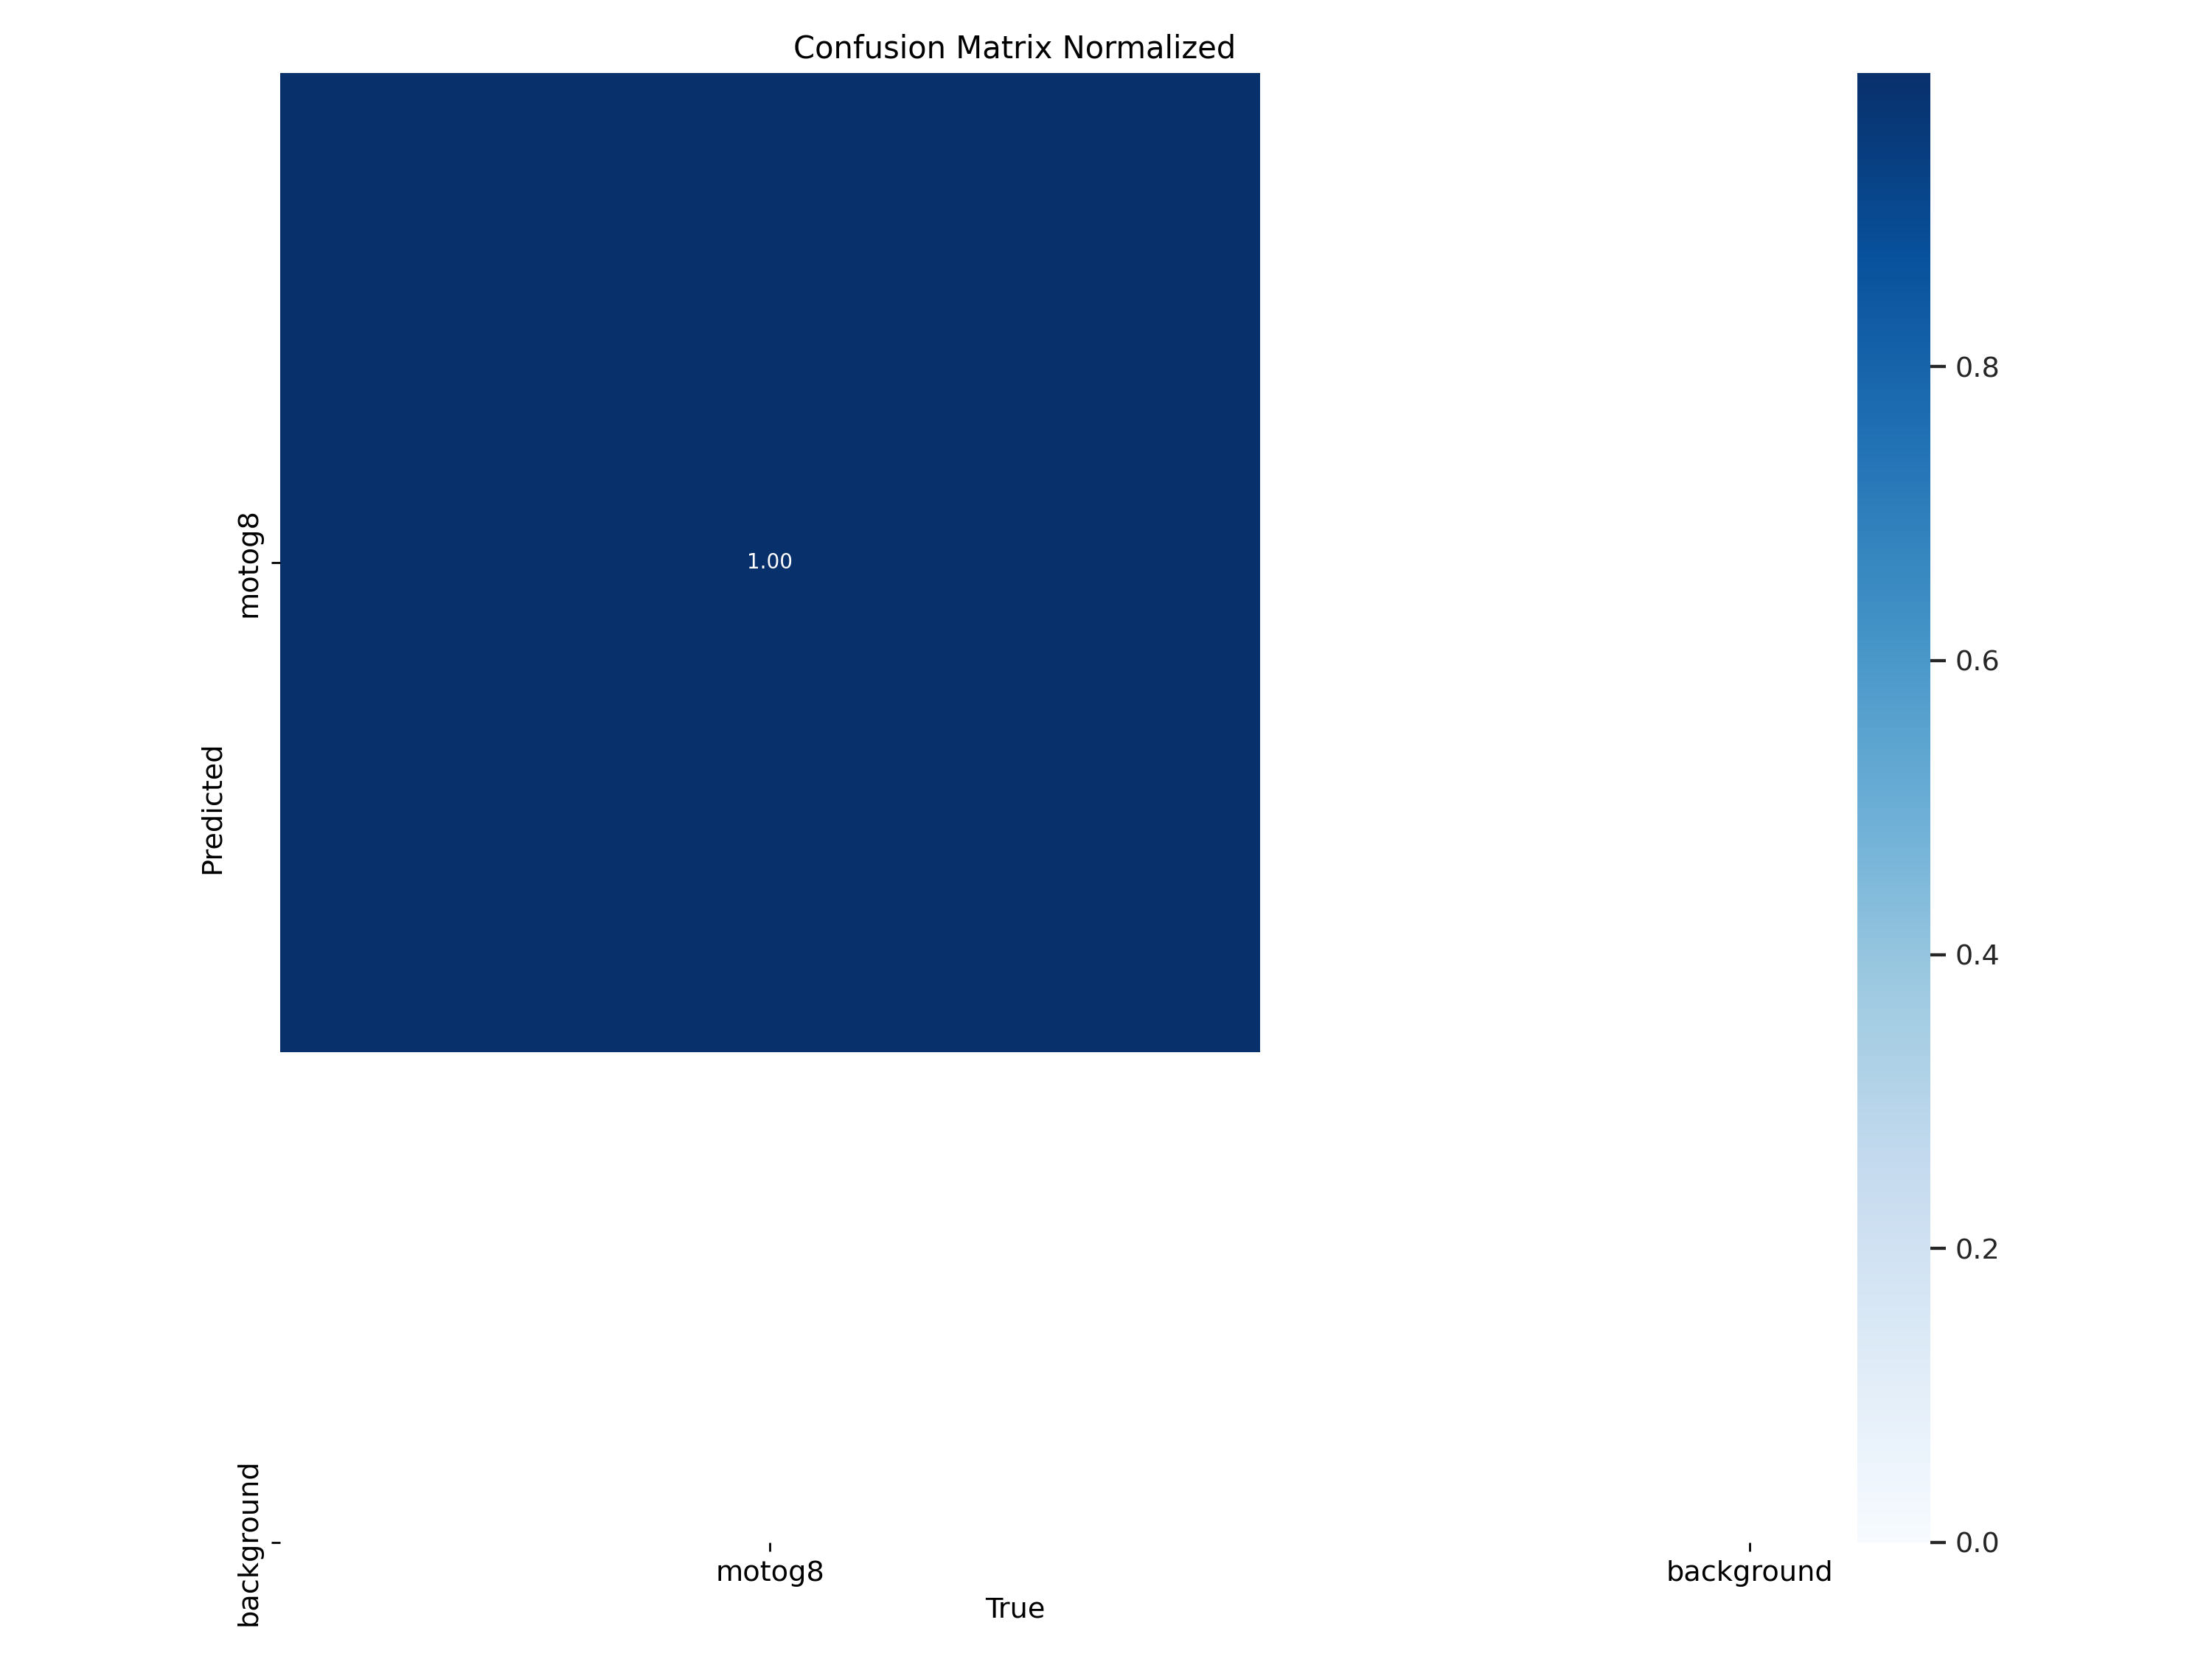 Confusion Matrix Normalized
motog8
1.00
Predicted
background
motog8
background
True
0.8
0.6
0.4
0.2
0.0